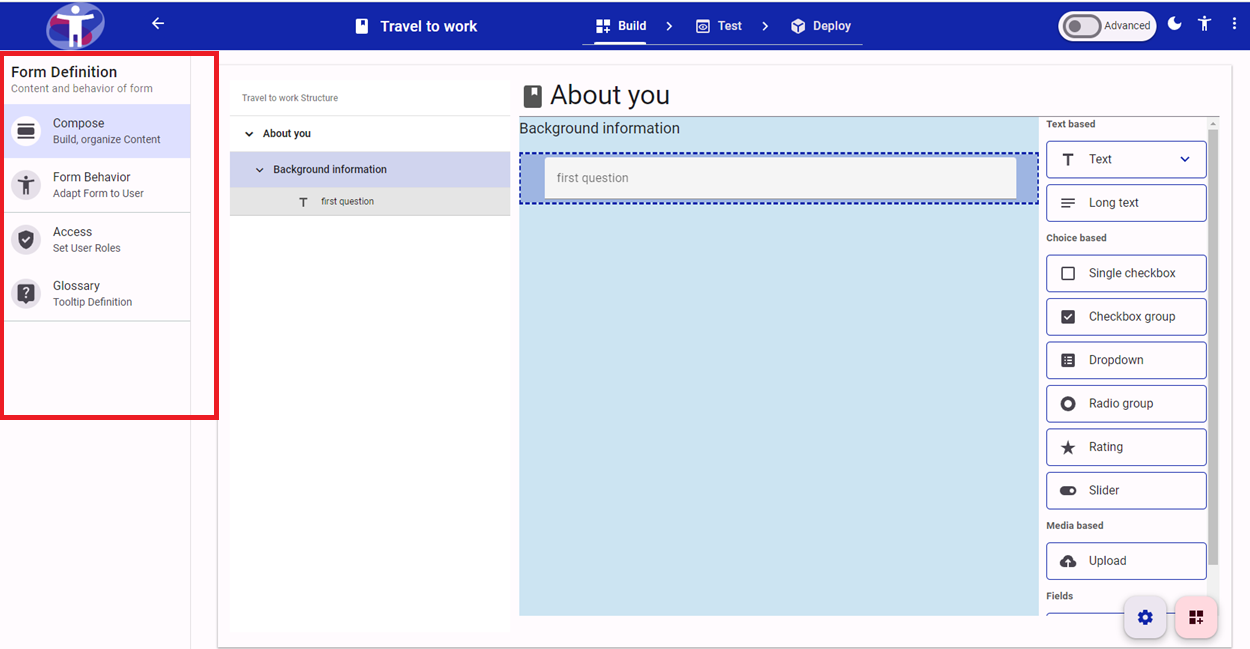 Travel to work
Build
Test
Deploy
Advanced
Form Definition
Content and behavior of form
Compose
Build, organize Content
Form Behavior
Adapt Form to User
Access
Set User Roles
Glossary
Tooltip Definition
Travel to work Structure
About you
Background information
first question
About you
Background information
first question
Text based
Text
Long text
Choice based
Single checkbox
Checkbox group
Dropdown
Radio group
Rating
Slider
Media based
Upload
Fields